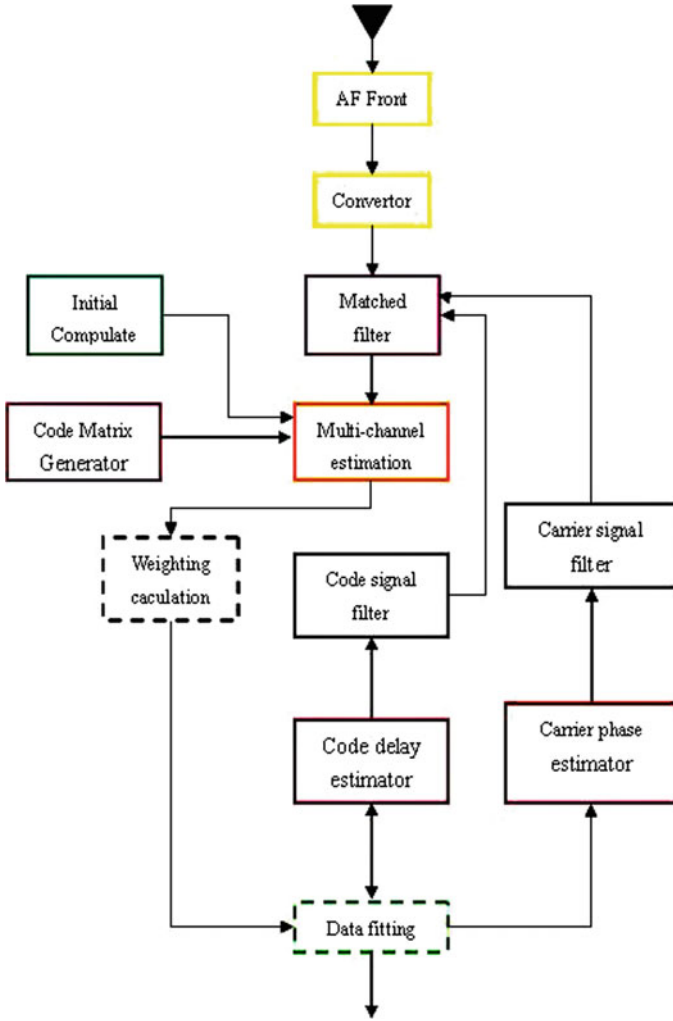 AF Front
Convertor
Initial
Compulate
Matched
filter
Code Matrix
Generator
Multi-channel
estimation
Weighting
caculation
Code signal
filter
Carrier signal
filter
Code delay
estimator
Carrier phase
estimator
Data fitting